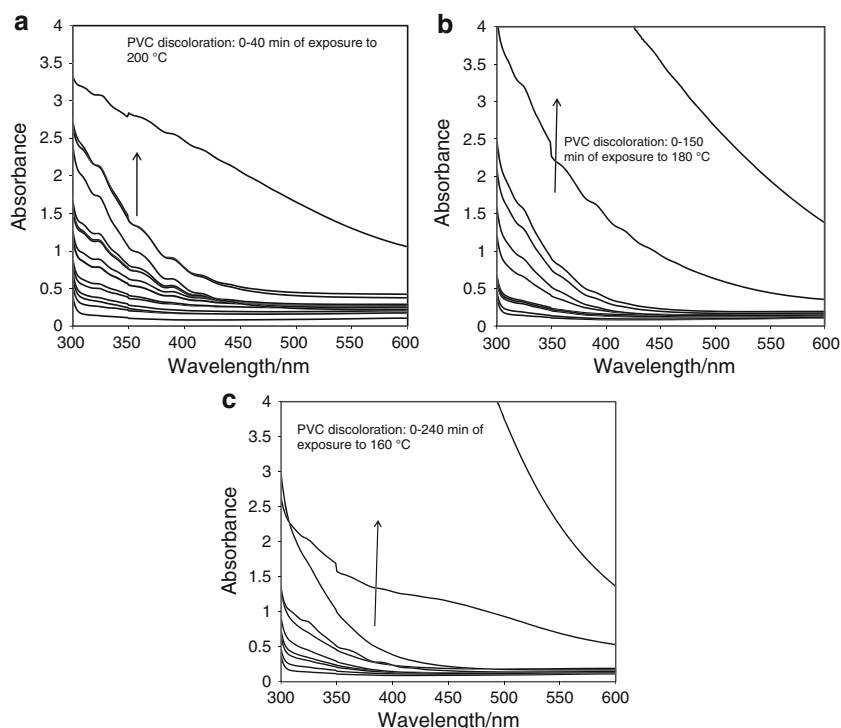 a
PVC discoloration: 0-40 min of exposure to
200 °C
4
3.5
3
2.5
2
1.5
1
0.5
0
Absorbance
300 350 400 450 500 550 600
Wavelength/nm
b
PVC discoloration: 0-150
min of exposure to 180 °C
4
3.5
3
2.5
2
1.5
1
0.5
0
Absorbance
300 350 400 450 500 550 600
Wavelength/nm
c
PVC discoloration: 0-240 min of
exposure to 160 °C
4
3.5
3
2.5
2
1.5
1
0.5
0
Absorbance
300 350 400 450 500 550 600
Wavelength/nm